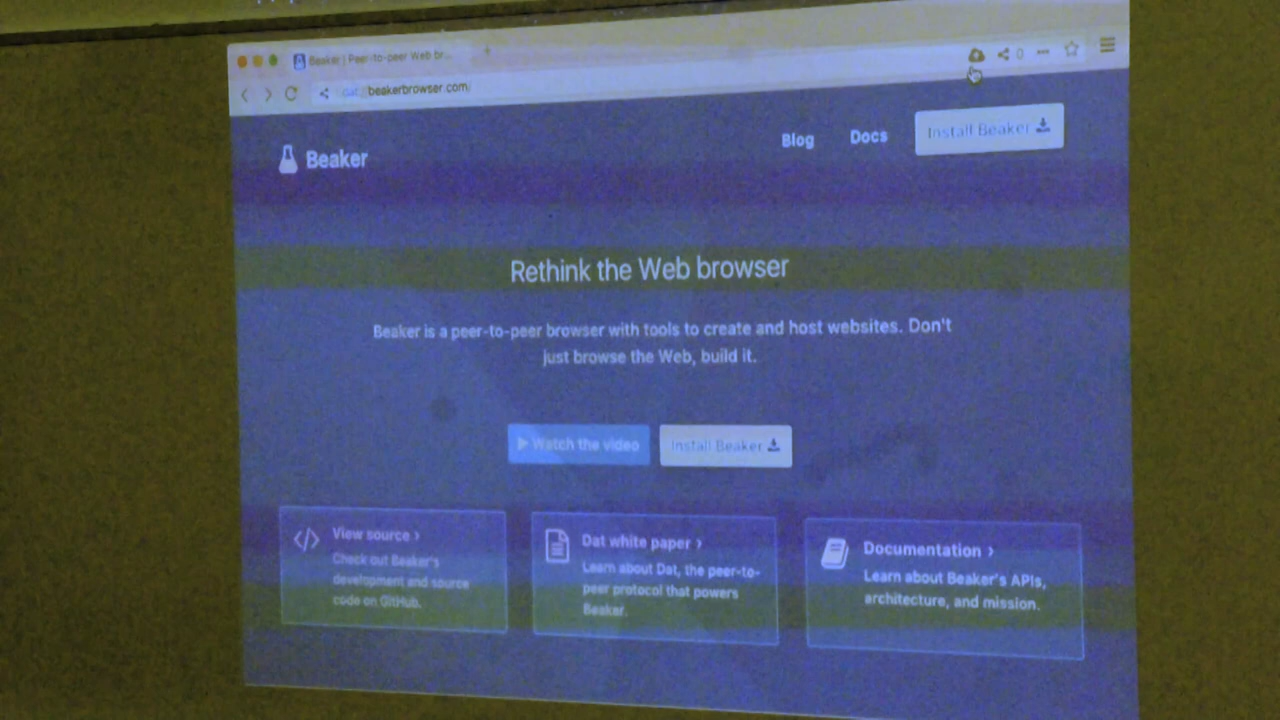 Beaker | Peer-to-peer Web br...
0
dat: beakerbrowser.com
Beaker
Blog
Docs
Install Beaker
Rethink the Web browser
Beaker is a peer-to-peer browser with tools to create and host websites. Don't
just browse the Web, build it.
Watch the video
Install Beaker
View source ›
Check out Beaker's
development and source
code on GitHub.
Dat white paper ›
Learn about Dat, the peer-to-
peer protocol that powers
Beaker.
Documentation ›
Learn about Beaker's APIs,
architecture, and mission.